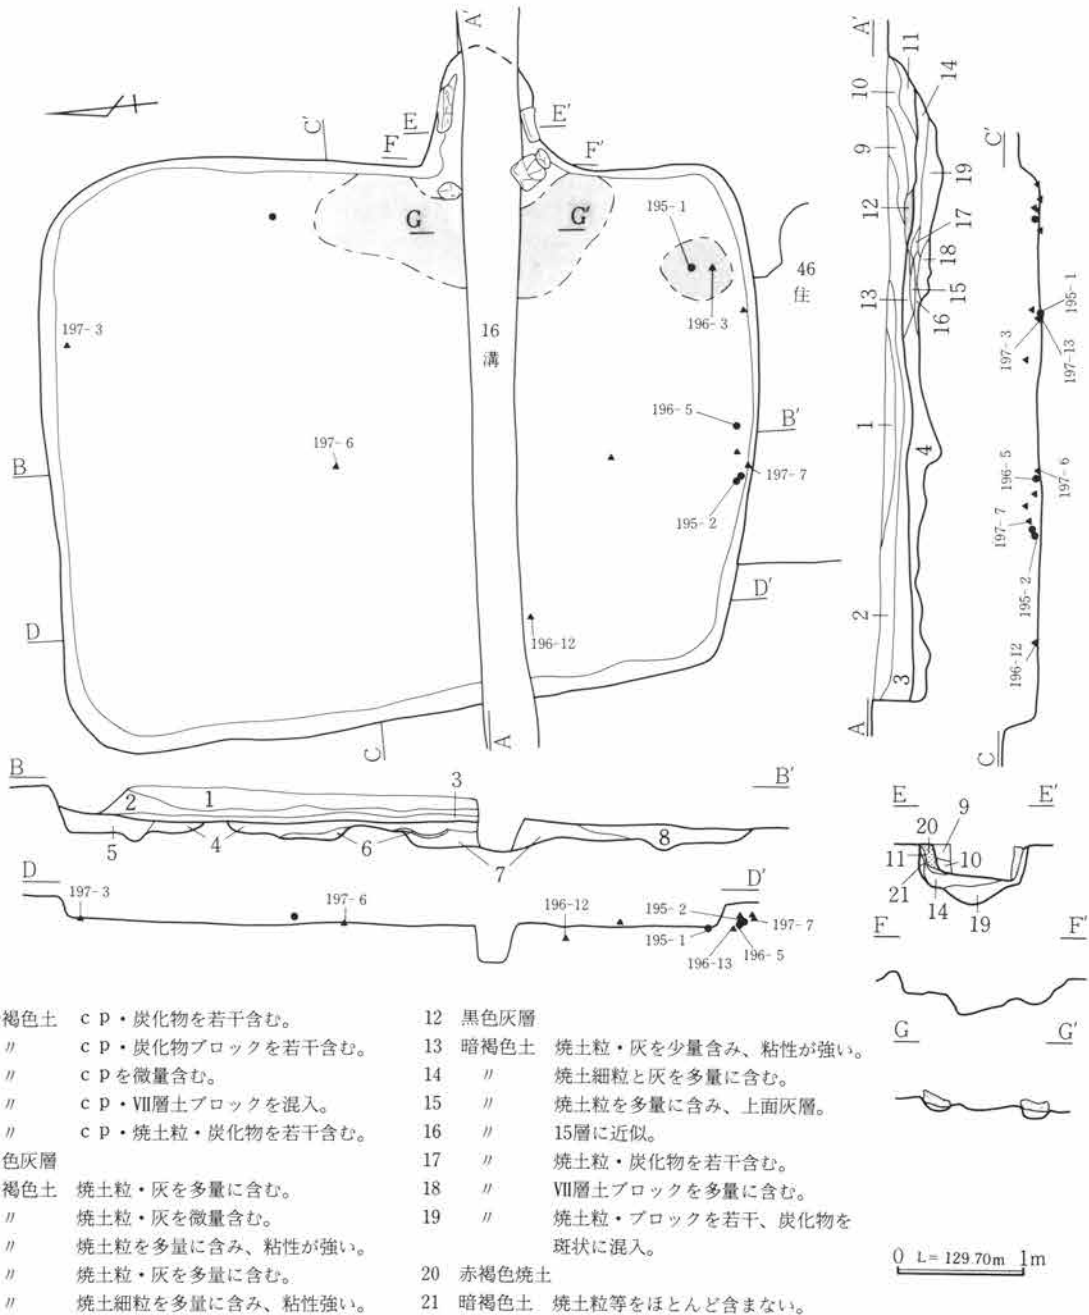 A′
E
E′
F
F′
C′
G
G′
195-1
46
住
196-3
197-3
16
溝
196-5
B′
197-6
197-7
B
195-2
D′
D
196-12
A
C
A′
11
14
10
9
19
12
17
18
13
15
16
1
4
2
3
A
C′
195-1
197-3
197-13
196-5
197-6
197-7
195-2
196-12
C
B
B′
3
2
1
5
4
6
7
8
D
D′
197-3
197-6
196-12
195-2
197-7
195-1
196-13
196-5
E
E′
20
9
11
10
21
14
19
F
F′
G
G′
褐色土 c p・炭化物を若干含む。
〃 c p・炭化物ブロックを若干含む。
〃 c pを微量含む。
〃 c p・Ⅶ層土ブロックを混入。
〃 c p・焼土粒・炭化物を若干含む。
色灰層
褐色土 焼土粒・灰を多量に含む。
〃 焼土粒・灰を微量含む。
〃 焼土粒を多量に含み、粘性が強い。
〃 焼土粒・灰を多量に含む。
〃 焼土細粒を多量に含み、粘性強い。
12 黒色灰層
13 暗褐色土 焼土粒・灰を少量含み、粘性が強い。
14 〃 焼土細粒と灰を多量に含む。
15 〃 焼土粒を多量に含み、上面灰層。
16 〃 15層に近似。
17 〃 焼土粒・炭化物を若干含む。
18 〃 Ⅶ層土ブロックを多量に含む。
19 〃 焼土粒・ブロックを若干、炭化物を
斑状に混入。
20 赤褐色焼土
21 暗褐色土 焼土粒等をほとんど含まない。
0 L=129.70m 1m